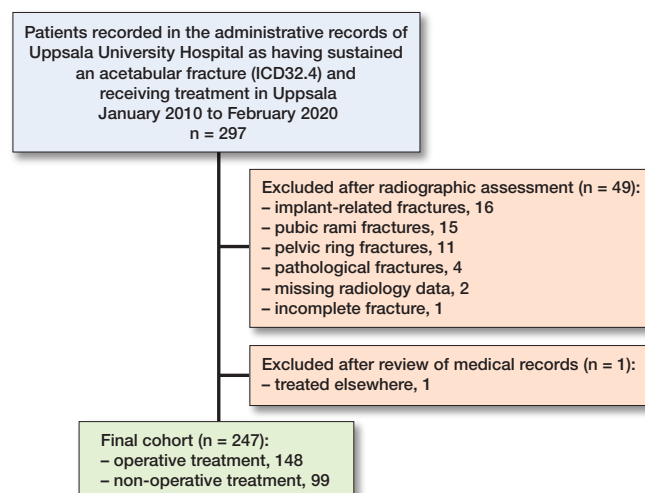 Patients recorded in the administrative records of
Uppsala University Hospital as having sustained
an acetabular fracture (ICD32.4) and
receiving treatment in Uppsala
January 2010 to February 2020
n = 297
Excluded after radiographic assessment (n = 49):
– implant-related fractures, 16
– pubic rami fractures, 15
– pelvic ring fractures, 11
– pathological fractures, 4
– missing radiology data, 2
– incomplete fracture, 1
Excluded after review of medical records (n = 1):
– treated elsewhere, 1
Final cohort (n = 247):
– operative treatment, 148
– non-operative treatment, 99